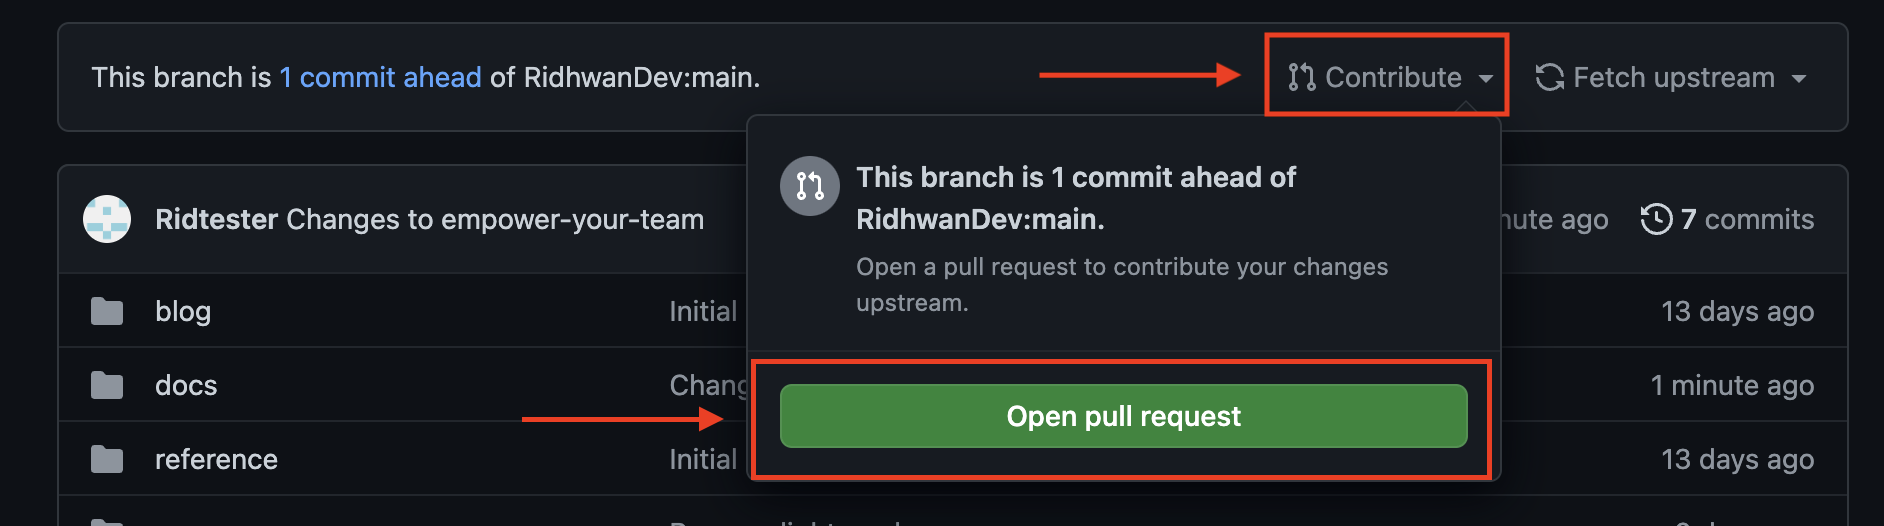 This branch is 1 commit ahead of RidhwanDev:main.
Contribute
Fetch upstream
This branch is 1 commit ahead of
RidhwanDev:main.
Open a pull request to contribute your changes
upstream.
Open pull request
Ridtester Changes to empower-your-team
ago
7 commits
blog
Initial
13 days ago
docs
1 minute ago
reference
Initial
13 days ago